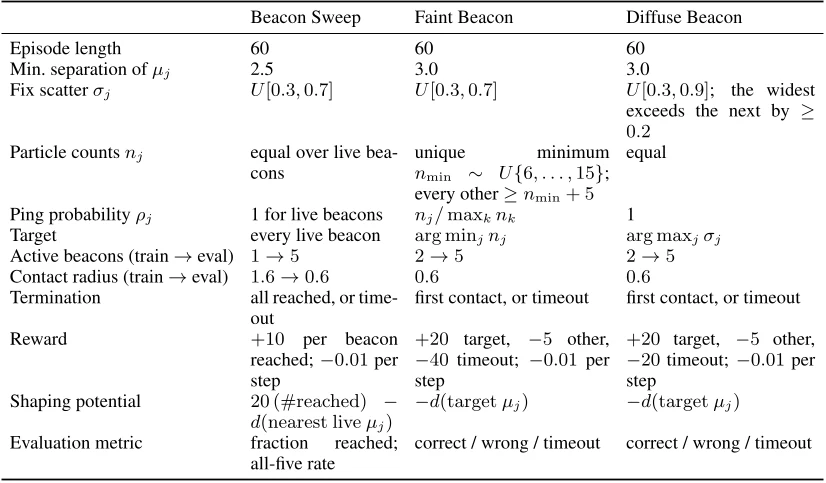 Beacon Sweep Faint Beacon Diffuse Beacon
Episode length 60 60 60
Min. separation of μj 2.5 3.0 3.0
Fix scatter σj U[0.3, 0.7] U[0.3, 0.7] U[0.3, 0.9]; the widest
exceeds the next by ≥
0.2
Particle counts nj equal over live bea- unique minimum equal
cons nmin ∼ U{6, . . . , 15};
every other ≥ nmin + 5
Ping probability ρj 1 for live beacons nj / maxk nk 1
Target every live beacon arg minj nj arg maxj σj
Active beacons (train → eval) 1 → 5 2 → 5 2 → 5
Contact radius (train → eval) 1.6 → 0.6 0.6 0.6
Termination all reached, or time- first contact, or timeout first contact, or timeout
out
Reward +10 per beacon +20 target, −5 other, +20 target, −5 other,
reached; −0.01 per −40 timeout; −0.01 per −20 timeout; −0.01 per
step step step
Shaping potential 20 (#reached) − −d(target μj) −d(target μj)
d(nearest live μj)
Evaluation metric fraction reached; correct / wrong / timeout correct / wrong / timeout
all-five rate